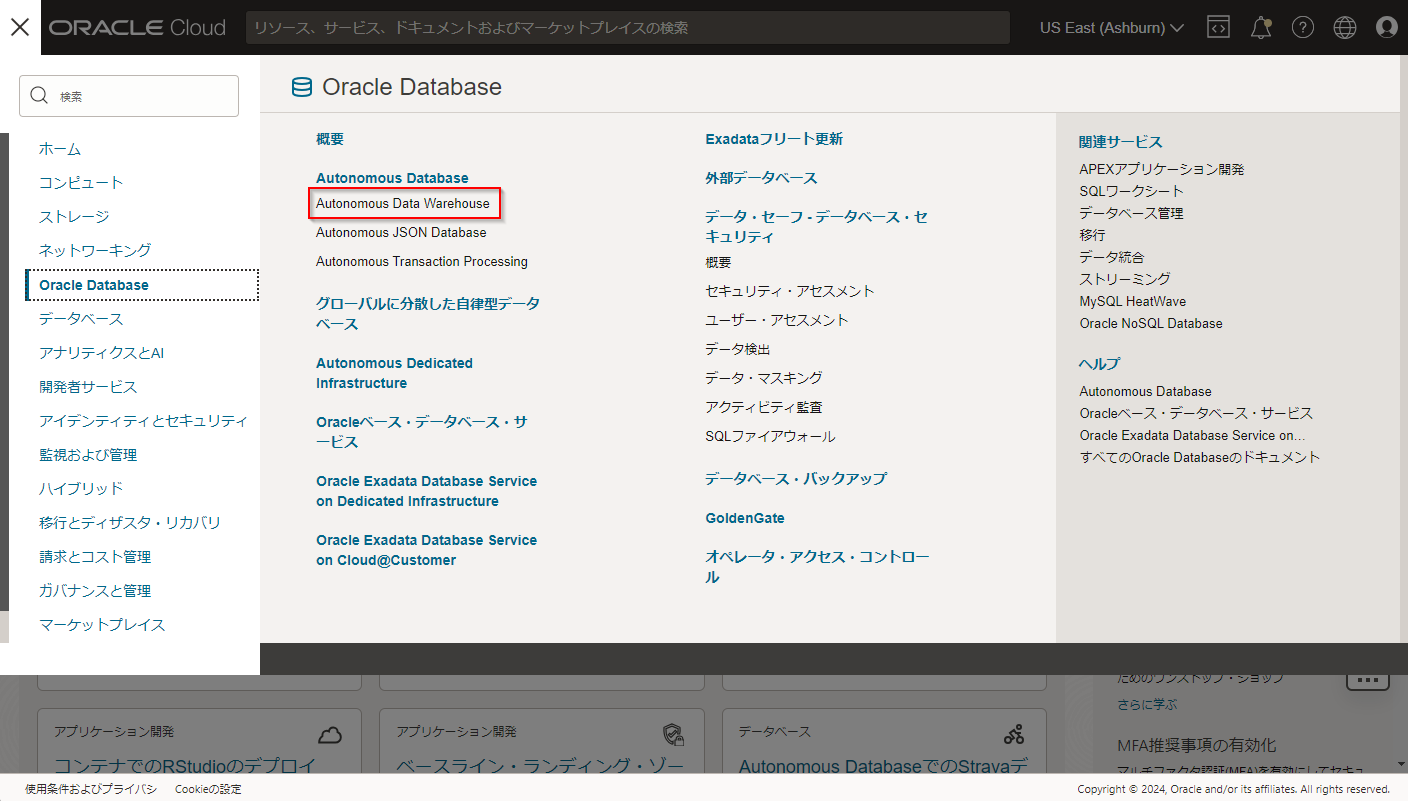 ORACLE Cloud
リソース、サービス、ドキュメントおよびマーケットプレイスの検索
US East (Ashburn)
検索
ホーム
コンピュート
ストレージ
ネットワーキング
Oracle Database
データベース
アナリティクスとAI
開発者サービス
アイデンティティとセキュリティ
監視および管理
ハイブリッド
移行とディザスタ・リカバリ
請求とコスト管理
ガバナンスと管理
マーケットプレイス
Oracle Database
概要
Autonomous Database
Autonomous Data Warehouse
Autonomous JSON Database
Autonomous Transaction Processing
グローバルに分散した自律型データ
ベース
Autonomous Dedicated
Infrastructure
Oracleベース・データベース・サ
ービス
Oracle Exadata Database Service
on Dedicated Infrastructure
Oracle Exadata Database Service
on Cloud@Customer
Exadataフリート更新
外部データベース
データ・セーフ - データベース・セ
キュリティ
概要
セキュリティ・アセスメント
ユーザー・アセスメント
データ検出
データ・マスキング
アクティビティ監査
SQLファイアウォール
データベース・バックアップ
GoldenGate
オペレータ・アクセス・コントロー
ル
関連サービス
APEXアプリケーション開発
SQLワークシート
データベース管理
移行
データ統合
ストリーミング
MySQL HeatWave
Oracle NoSQL Database
ヘルプ
Autonomous Database
Oracleベース・データベース・サービス
Oracle Exadata Database Service on...
すべてのOracle Databaseのドキュメント
アプリケーション開発
コンテナでのRStudioのデプロイ
アプリケーション開発
ベースライン・ランディング・ゾー
データベース
Autonomous DatabaseでのStravaデ
ためのワンストップ・ショップ
さらに学ぶ
MFA推奨事項の有効化
マルチファクタ認証(MFA)を有効にしてセキュ
使用条件およびプライバシ
Cookieの設定
Copyright © 2024, Oracle and/or its affiliates. All rights reserved.